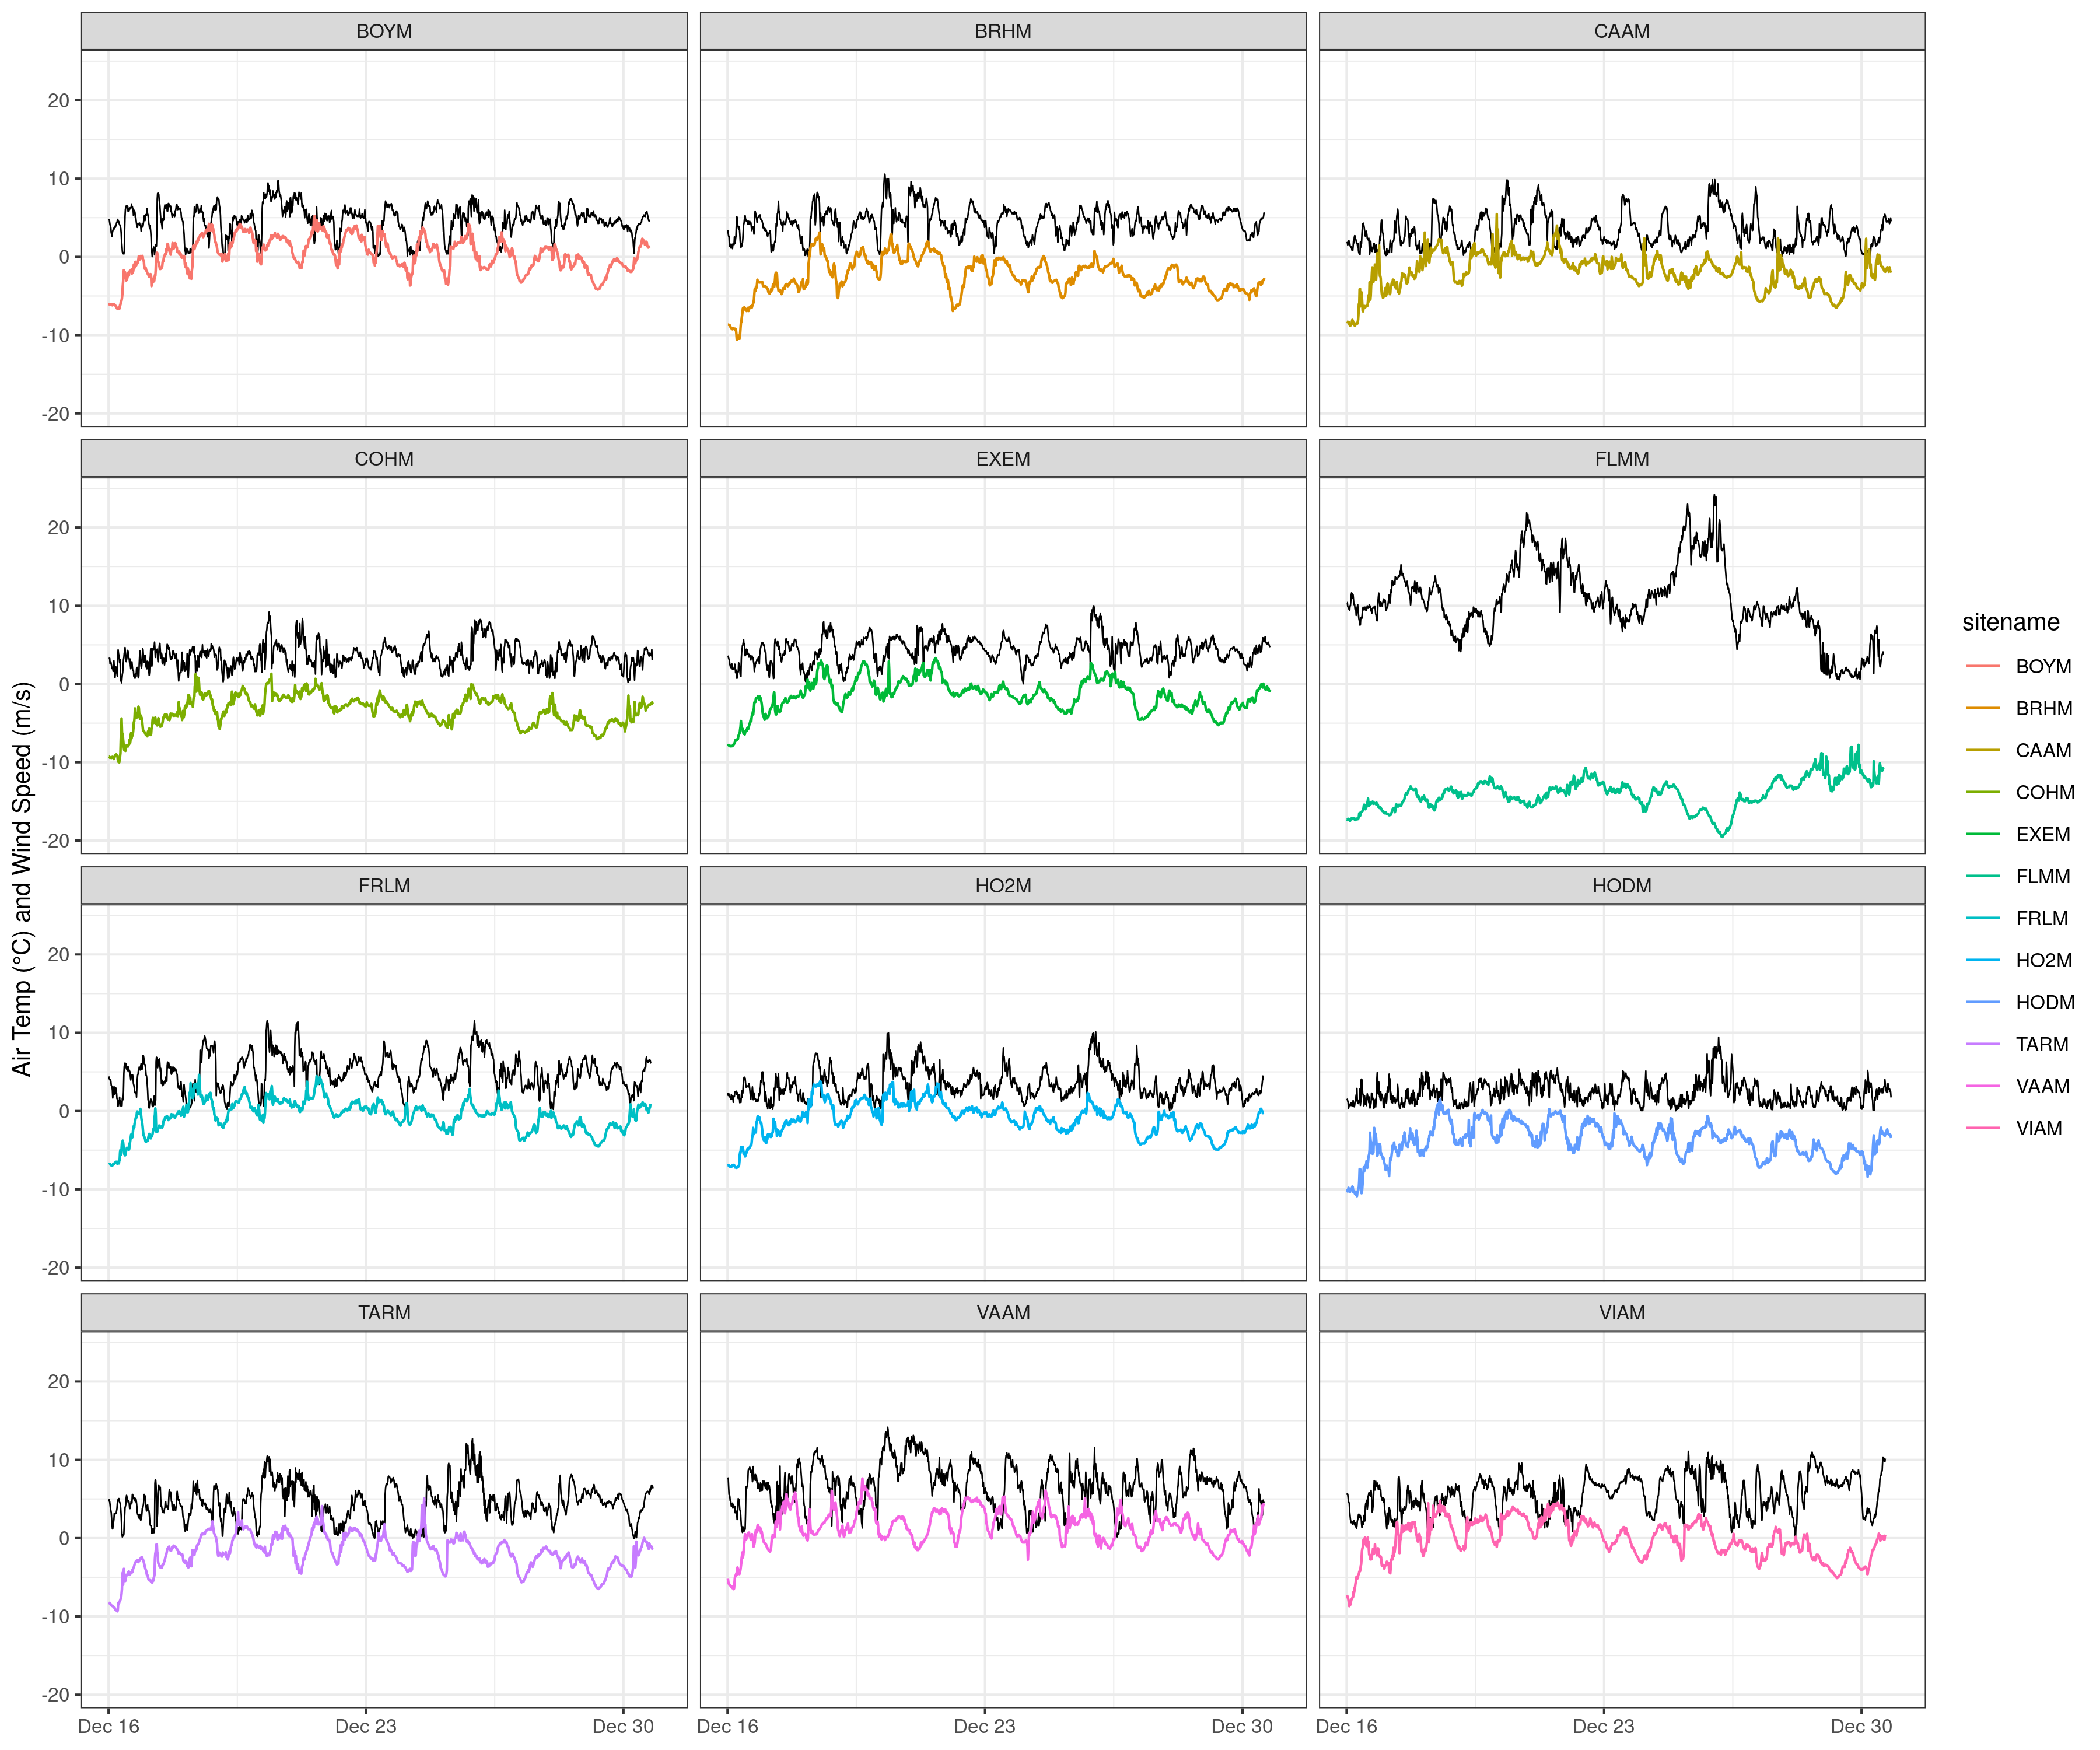 BOYM BRHM CAAM
20
10
0
-10
-20
COHM EXEM FLMM
20
10
0
-10
-20
FRLM HO2M HODM
20
10
0
-10
-20
TARM VAAM VIAM
20
10
0
-10
-20
Dec 16 Dec 23 Dec 30 Dec 16 Dec 23 Dec 30 Dec 16 Dec 23 Dec 30
Air Temp (°C) and Wind Speed (m/s)
sitename
BOYM
BRHM
CAAM
COHM
EXEM
FLMM
FRLM
HO2M
HODM
TARM
VAAM
VIAM